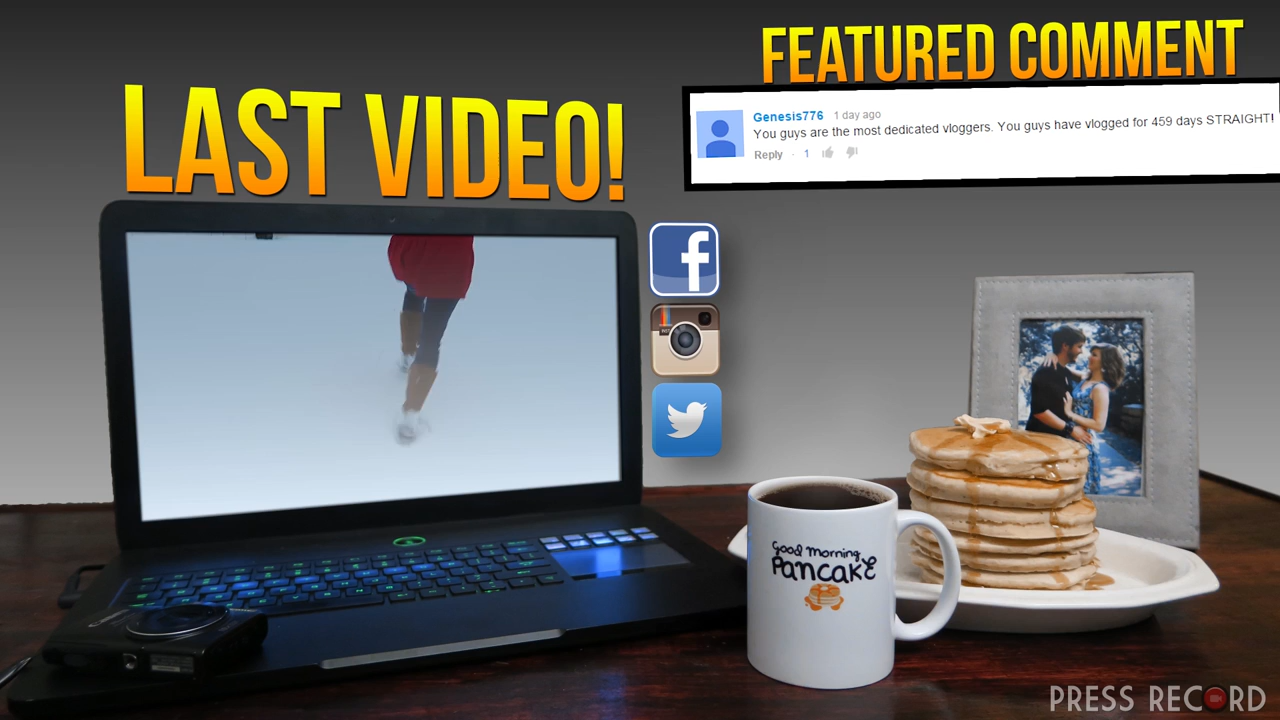 FEATURED COMMENT
LAST VIDEO!
Genesis776 1 day ago
You guys are the most dedicated vloggers. You guys have vlogged for 459 days STRAIGHT!
Reply · 1
f
Good Morning
PANCAKE
PRESS RECORD